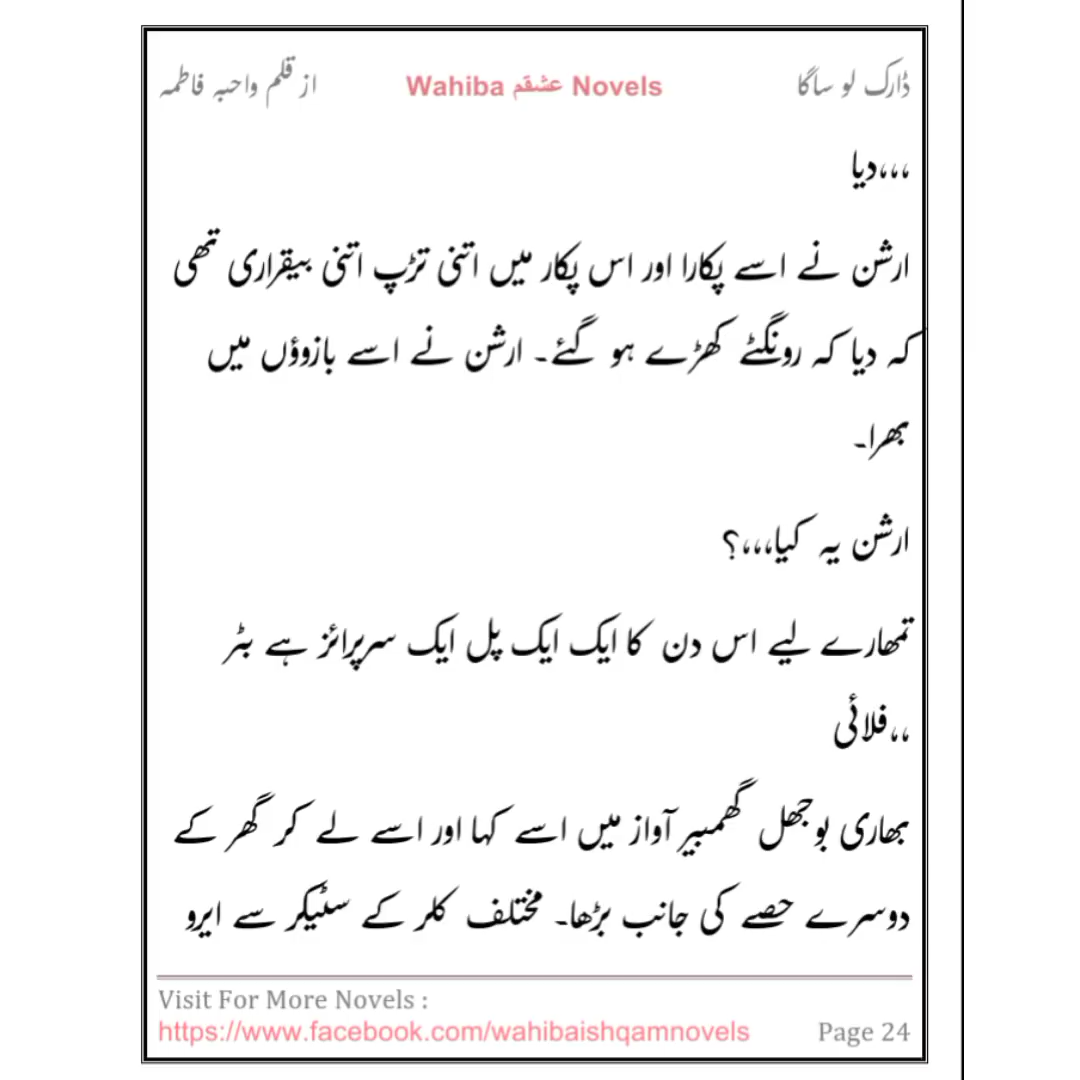 ڈارک لو ساگا Wahiba عشقم Novels از قلم واحبہ فاطمہ
،،،دیا
ارشن نے اسے پکارا اور اس پکار میں اتنی تڑپ اتنی بیقراری تھی
کہ دیا کہ رونگٹے کھڑے ہو گئے۔ ارشن نے اسے بازوؤں میں
بھرا۔
ارشن یہ کیا،،،؟
تمھارے لیے اس دن کا ایک ایک پل ایک سرپرائز ہے بٹر
،،فلائی
بھاری بوجھل گھمبیر آواز میں اسے کہا اور اسے لے کر گھر کے
دوسرے حصے کی جانب بڑھا۔ مختلف کلر کے سٹیکر سے ایرو
Visit For More Novels :
https://www.facebook.com/wahibaishqamnovels Page 24